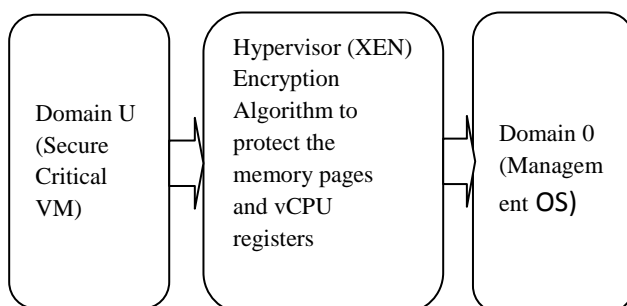 Domain U
(Secure
Critical
VM)
Hypervisor (XEN)
Encryption
Algorithm to
protect the
memory pages
and vCPU
registers
Domain 0
(Managem
ent OS)